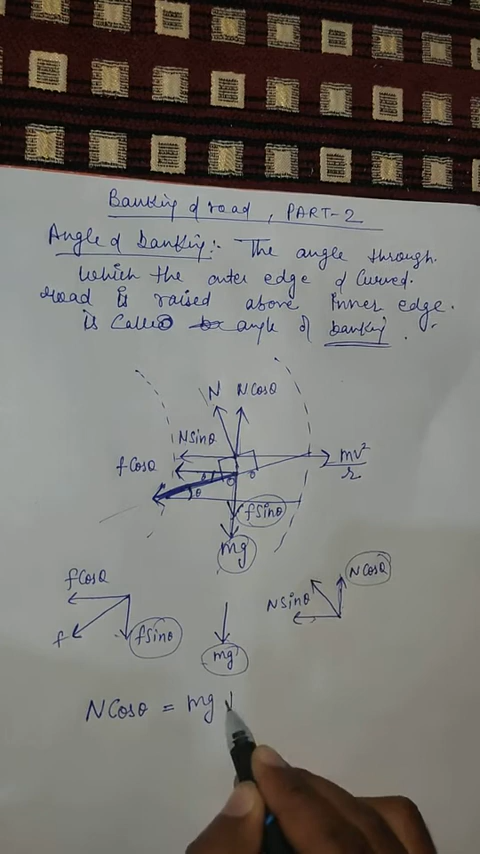 Banking of road, PART-2
Angle of banking:- The angle through
which the outer edge of curved.
road is raised above inner edge.
is called angle of banking.
N NCosθ
NSinθ
mv²/r
fCosθ
θ θ θ
θ
fSinθ
mg
fCosθ
NCosθ
NSinθ
f
fSinθ
mg
NCosθ = mg